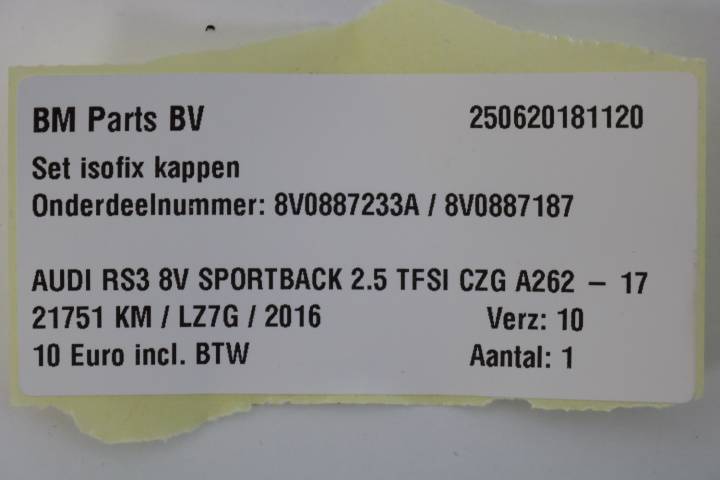 BM Parts BV 250620181120
Set isofix kappen
Onderdeelnummer: 8V0887233A / 8V0887187
AUDI RS3 8V SPORTBACK 2.5 TFSI CZG A262 – 17
21751 KM / LZ7G / 2016 Verz: 10
10 Euro incl. BTW Aantal: 1